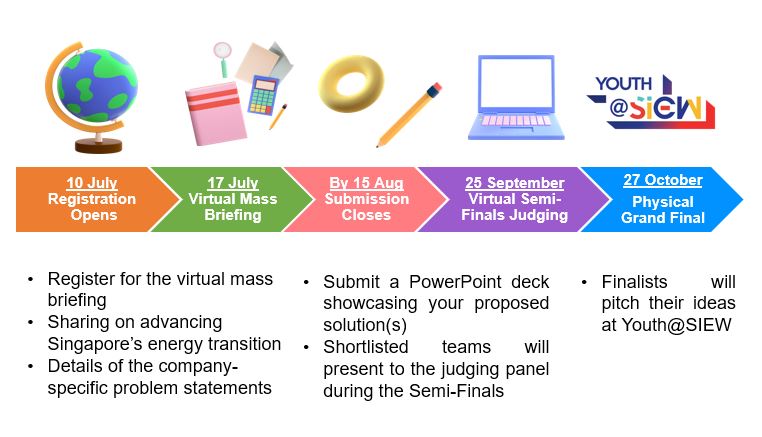 YOUTH
@SIEW
10 July
Registration
Opens
17 July
Virtual Mass
Briefing
By 15 Aug
Submission
Closes
25 September
Virtual Semi-
Finals Judging
27 October
Physical
Grand Final
• Register for the virtual mass
briefing
• Sharing on advancing
Singapore’s energy transition
• Details of the company-
specific problem statements
• Submit a PowerPoint deck
showcasing your proposed
solution(s)
• Shortlisted teams will
present to the judging panel
during the Semi-Finals
• Finalists will
pitch their ideas
at Youth@SIEW